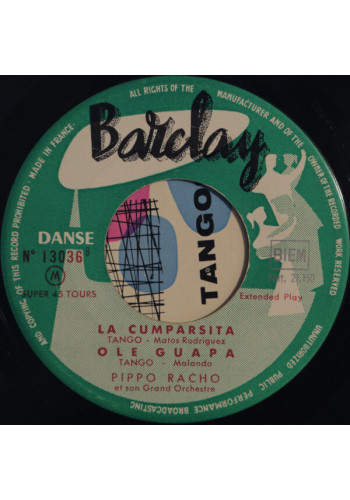 ALL RIGHTS OF THE MANUFACTURER AND OF THE OWNER OF THE RECORDED
UNAUTHORIZED PUBLIC PERFORMANCE BROADCASTING
AND COPYING OF THIS RECORD PROHIBITED · MADE IN FRANCE·
Barclay
DANSE
N° 13036
M
SUPER 45 TOURS
TANGO
BIEM
Extended Play
LA CUMPARSITA
TANGO - Matos Rodriguez
OLE GUAPA
TANGO - Malando
PIPPO RACHO
et son Grand Orchestre